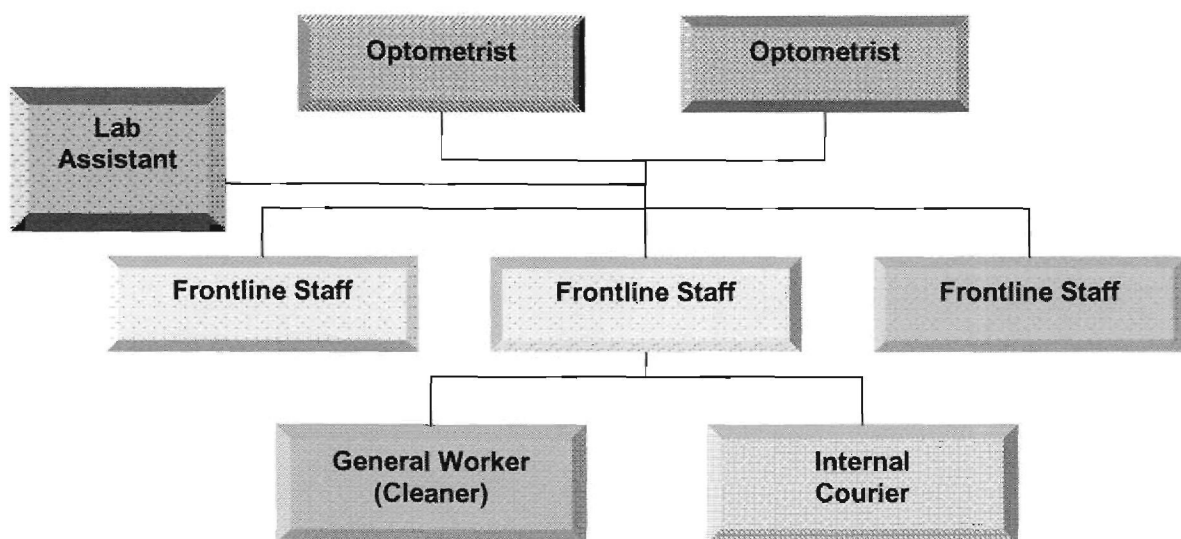 Optometrist
Optometrist
Lab
Assistant
Frontline Staff
Frontline Staff
Frontline Staff
General Worker
(Cleaner)
Internal
Courier